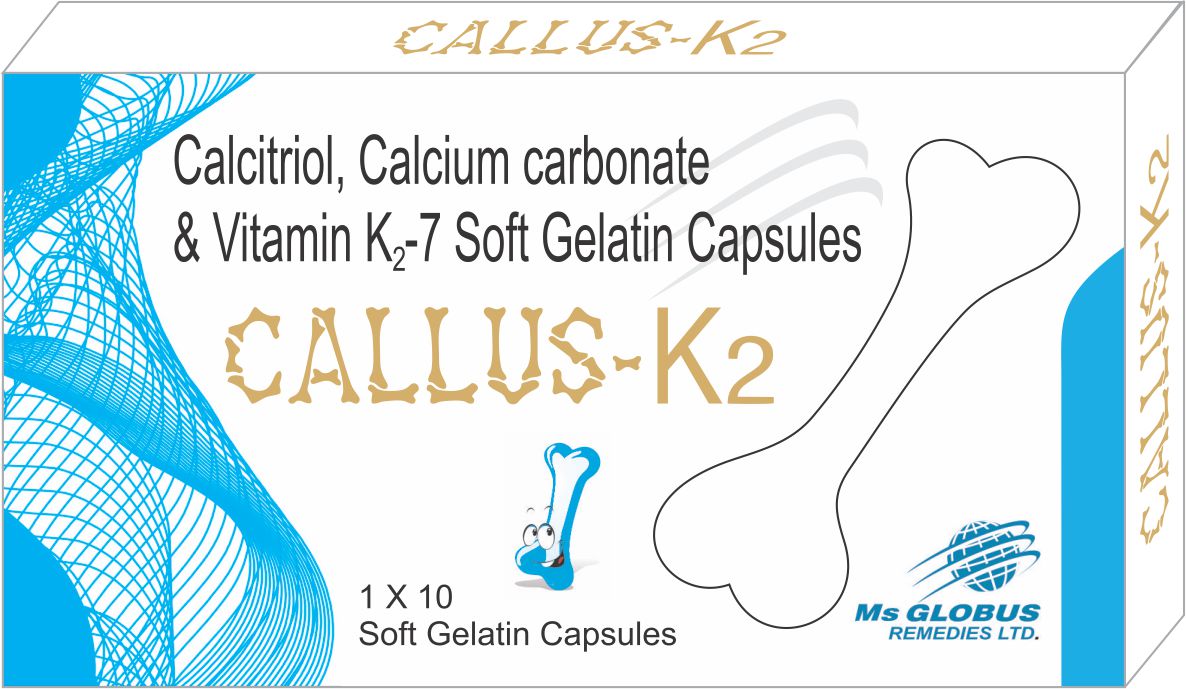 CALLUS-K2
Calcitriol, Calcium carbonate
& Vitamin K₂-7 Soft Gelatin Capsules
CALLUS-K2
CALLUS-K2
1 X 10
Soft Gelatin Capsules
Ms GLOBUS
REMEDIES LTD.